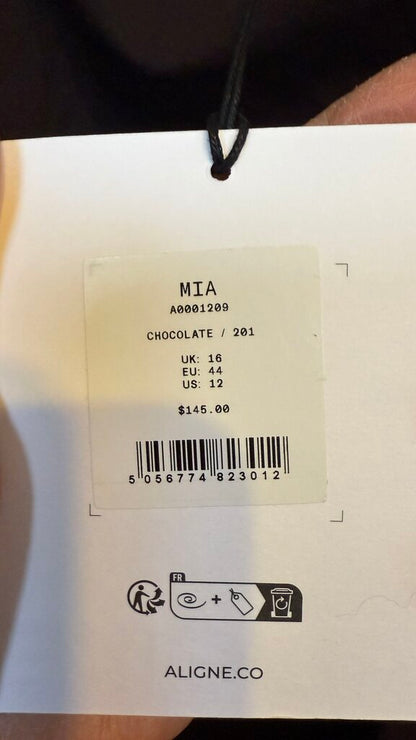 MIA
A0001209
CHOCOLATE / 201
UK: 16
EU: 44
US: 12
$145.00
5 056774 823012
FR
+
ALIGNE.CO